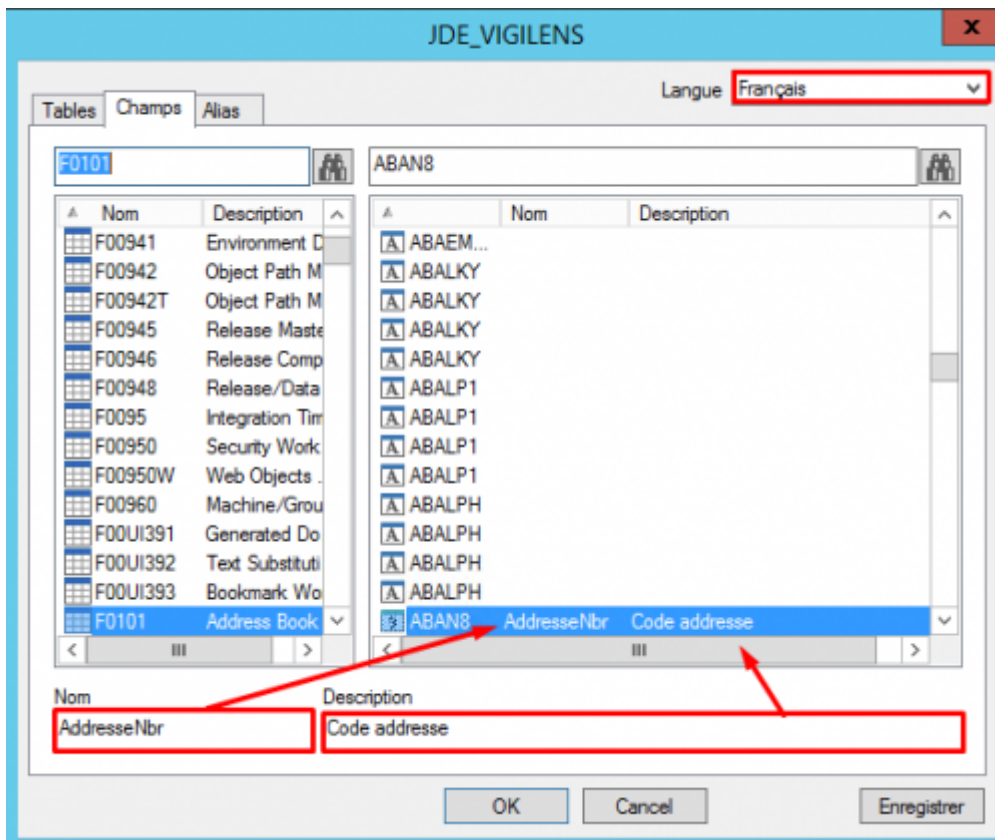 JDE_VIGILENS
x
Langue Français
Tables Champs Alias
F0101 ABAN8
Nom Description Nom Description
F00941 Environment D ABAEM...
F00942 Object Path M ABALKY
F00942T Object Path M ABALKY
F00945 Release Maste ABALKY
F00946 Release Comp ABALKY
F00948 Release/Data ABALP1
F0095 Integration Tim ABALP1
F00950 Security Work ABALP1
F00950W Web Objects . ABALP1
F00960 Machine/Grou ABALPH
F00UI391 Generated Do ABALPH
F00UI392 Text Substituti ABALPH
F00UI393 Bookmark Wo ABALPH
F0101 Address Book ABAN8 AddresseNbr Code addresse
Nom Description
AddresseNbr Code addresse
OK Cancel Enregistrer